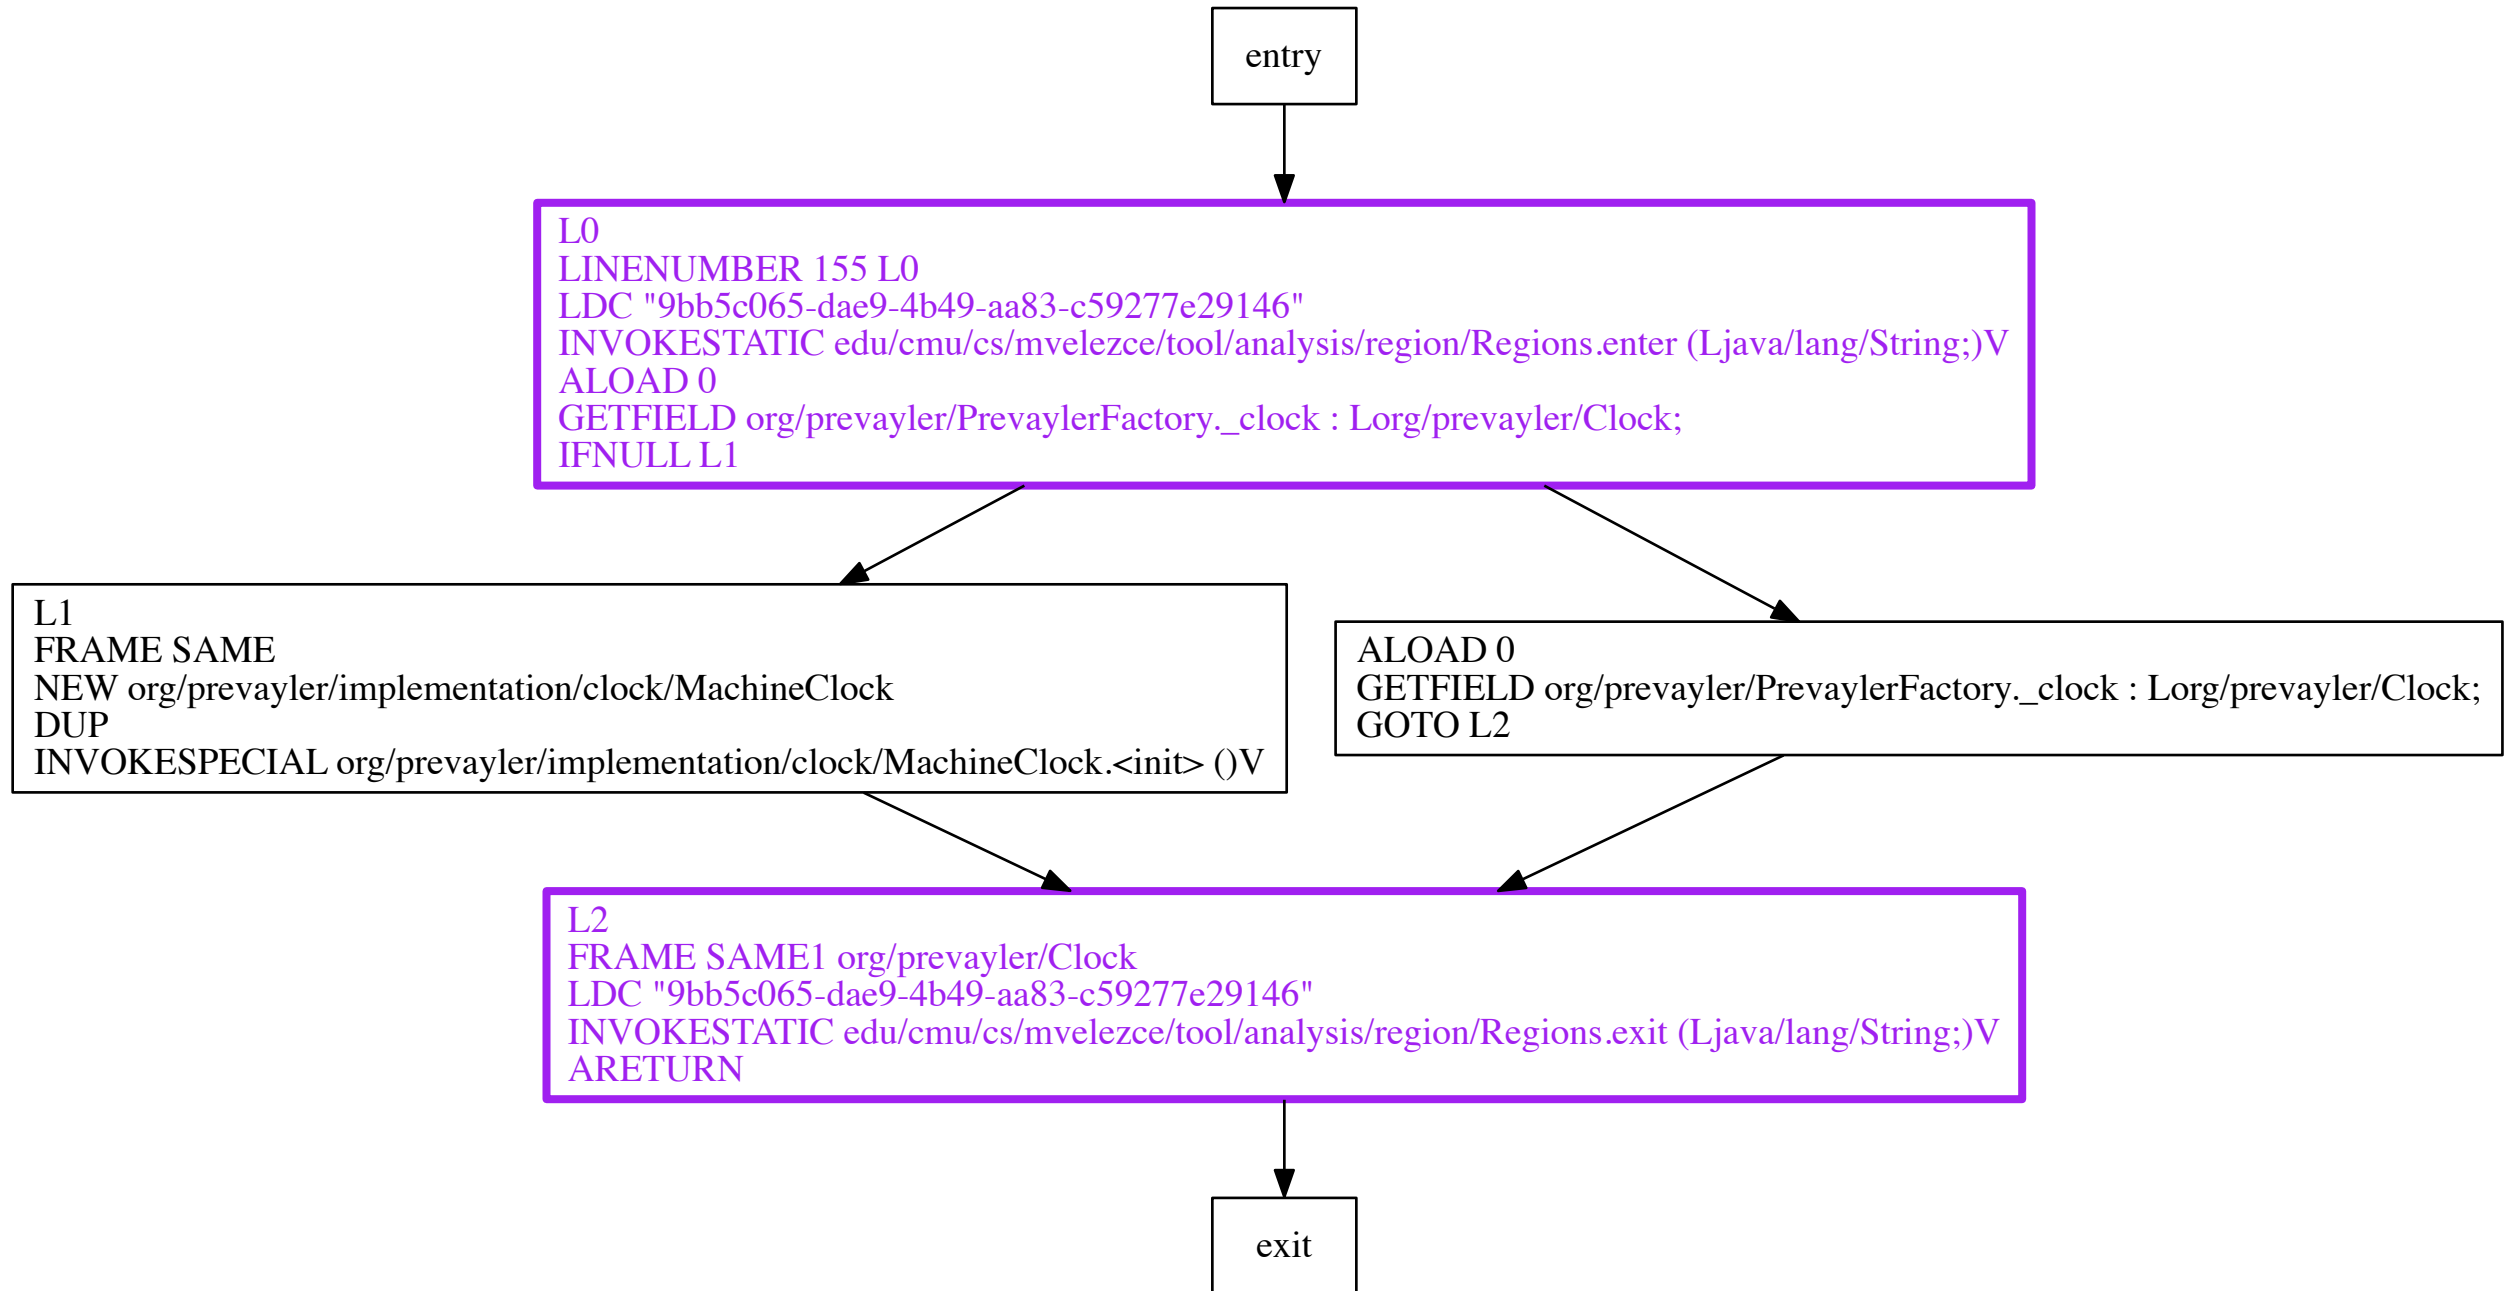 entry
L0
LINENUMBER 155 L0
LDC "9bb5c065-dae9-4b49-aa83-c59277e29146"
INVOKESTATIC edu/cmu/cs/mvelezce/tool/analysis/region/Regions.enter (Ljava/lang/String;)V
ALOAD 0
GETFIELD org/prevayler/PrevaylerFactory._clock : Lorg/prevayler/Clock;
IFNULL L1
L1
FRAME SAME
NEW org/prevayler/implementation/clock/MachineClock
DUP
INVOKESPECIAL org/prevayler/implementation/clock/MachineClock.<init> ()V
ALOAD 0
GETFIELD org/prevayler/PrevaylerFactory._clock : Lorg/prevayler/Clock;
GOTO L2
L2
FRAME SAME1 org/prevayler/Clock
LDC "9bb5c065-dae9-4b49-aa83-c59277e29146"
INVOKESTATIC edu/cmu/cs/mvelezce/tool/analysis/region/Regions.exit (Ljava/lang/String;)V
ARETURN
exit